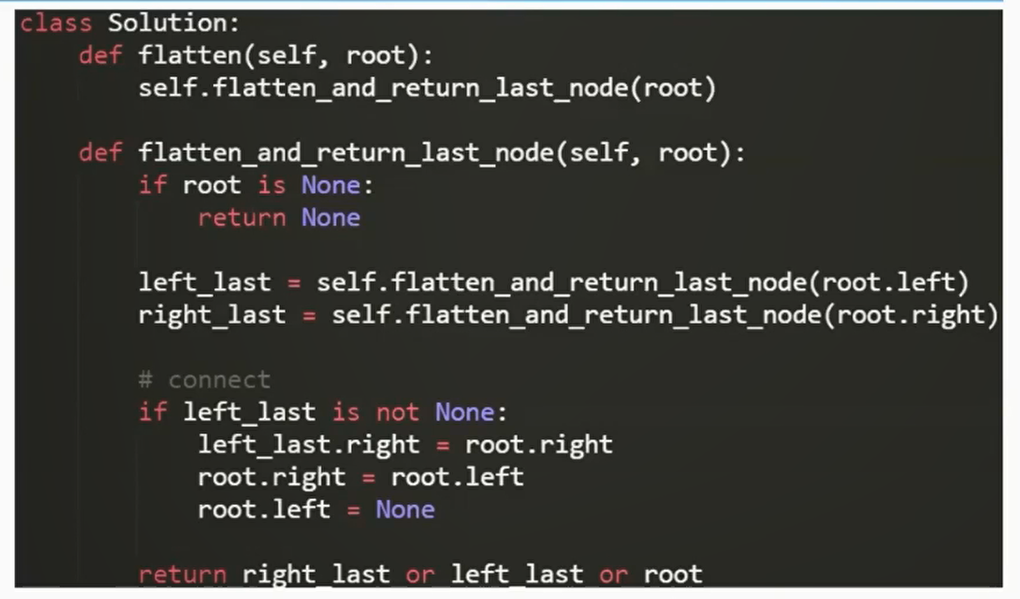 class Solution:
    def flatten(self, root):
        self.flatten_and_return_last_node(root)

    def flatten_and_return_last_node(self, root):
        if root is None:
            return None

        left_last = self.flatten_and_return_last_node(root.left)
        right_last = self.flatten_and_return_last_node(root.right)

        # connect
        if left_last is not None:
            left_last.right = root.right
            root.right = root.left
            root.left = None

        return right_last or left_last or root